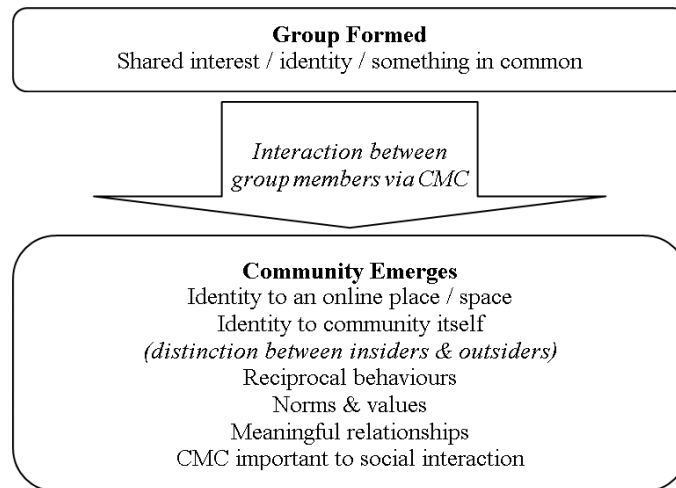 Group Formed
Shared interest / identity / something in common
Interaction between
group members via CMC
Community Emerges
Identity to an online place / space
Identity to community itself
(distinction between insiders & outsiders)
Reciprocal behaviours
Norms & values
Meaningful relationships
CMC important to social interaction